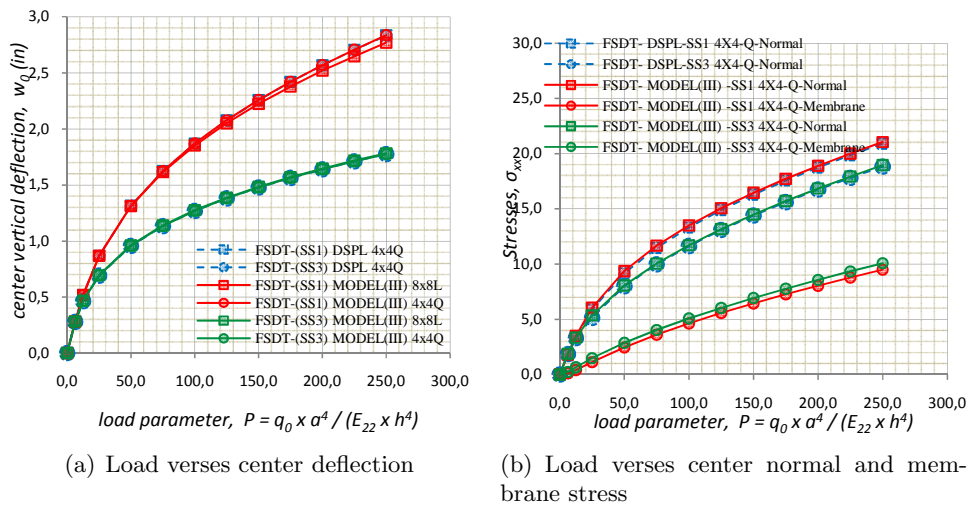 3,0
2,5
2,0
1,5
1,0
0,5
0,0
center vertical deflection, wQ(in)
FSDT-(SS1) DSPL 4x4Q
FSDT-(SS3) DSPL 4x4Q
FSDT-(SS1) MODEL(III) 8x8L
FSDT-(SS1) MODEL(III) 4x4Q
FSDT-(SS3) MODEL(III) 8x8L
FSDT-(SS3) MODEL(III) 4x4Q
0,0 50,0 100,0 150,0 200,0 250,0 300,0
load parameter, P = q₀ x a⁴ / (E₂₂ x h⁴)
(a) Load verses center deflection
30,0
25,0
20,0
15,0
10,0
5,0
0,0
Stresses, σxx
FSDT- DSPL-SS1 4X4-Q-Normal
FSDT- DSPL-SS3 4X4-Q-Normal
FSDT- MODEL(III) -SS1 4X4-Q-Normal
FSDT- MODEL(III) -SS1 4X4-Q-Membrane
FSDT- MODEL(III) -SS3 4X4-Q-Normal
FSDT- MODEL(III) -SS3 4X4-Q-Membrane
0,0 50,0 100,0 150,0 200,0 250,0 300,0
load parameter, P = q₀ x a⁴ / (E₂₂ x h⁴)
(b) Load verses center normal and mem-
brane stress